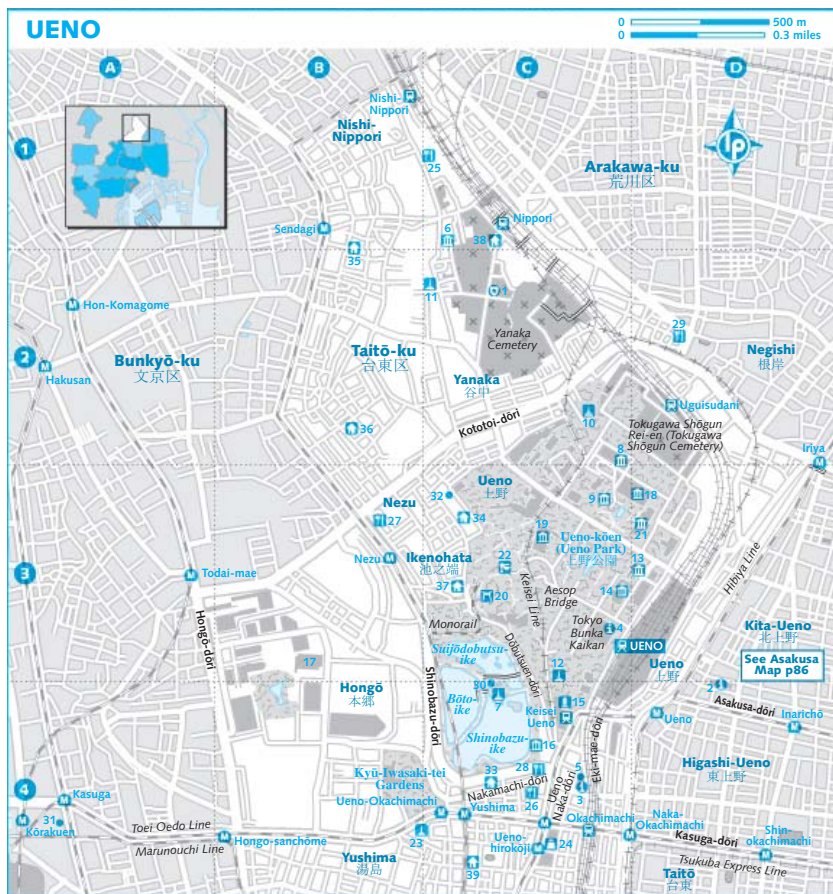 UENO
0 500 m
0 0.3 miles
A
B
C
D
1
Nishi-
Nippori
Nishi-
Nippori
25
Arakawa-ku
荒川区
lp
Sendagi
35
6
38
Nippori
11
1
Hon-Komagome
Yanaka
Cemetery
29
Negishi
根岸
2
Hakusan
Bunkyō-ku
文京区
Taitō-ku
台東区
Yanaka
谷中
Kototoi-dōri
36
10
Uguisudani
Tokugawa Shōgun
Rei-en (Tokugawa
Shōgun Cemetery)
8
Iriya
Ueno
上野
32
Nezu
27
34
9
18
19
21
Ueno-kōen
(Ueno Park)
上野公園
13
3
Todai-mae
Nezu
Ikenohata
池之端
22
37
20
Keisei Line
Aesop
Bridge
14
Hibiya Line
Monorail
Tokyo
Bunka
Kaikan
4
UENO
Kita-Ueno
北上野
Hongō-dōri
17
Suijōdobutsu-
ike
Dōbutsuen-dōri
12
Ueno
上野
See Asakusa
Map p86
2
Hongō
本郷
Shinobazu-dōri
30
Bōto-
ike
7
15
Keisei
Ueno
Ueno
Asakusa-dōri
Inarichō
Shinobazu-
ike
16
Eki-mae-dōri
Higashi-Ueno
東上野
4
Kyū-Iwasaki-tei
Gardens
33
28
5
Nakamachi-dōri
Ueno
Naka-dōri
26
3
Kasuga
31
Kōrakuen
Toei Oedo Line
Marunouchi Line
Hongo-sanchome
Ueno-Okachimachi
Yushima
23
Okachimachi
Naka-
Okachimachi
Kasuga-dōri
Shin-
okachimachi
Ueno-
hirokōji
24
Tsukuba Express Line
Yushima
湯島
39
Taitō
台東